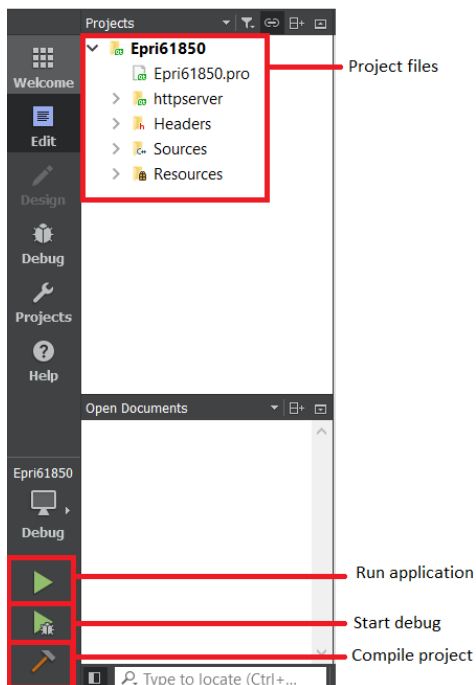 Projects
Epri61850
Epri61850.pro
httpserver
Headers
Sources
Resources
Project files
Welcome
Edit
Design
Debug
Projects
Help
Open Documents
Epri61850
Debug
Run application
Start debug
Compile project
Type to locate (Ctrl+...